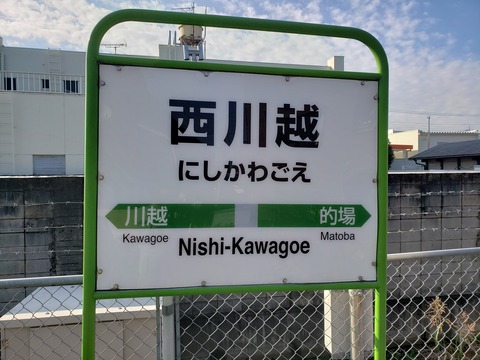 西川越
にしかわごえ
川越 的場
Kawagoe Matoba
Nishi-Kawagoe